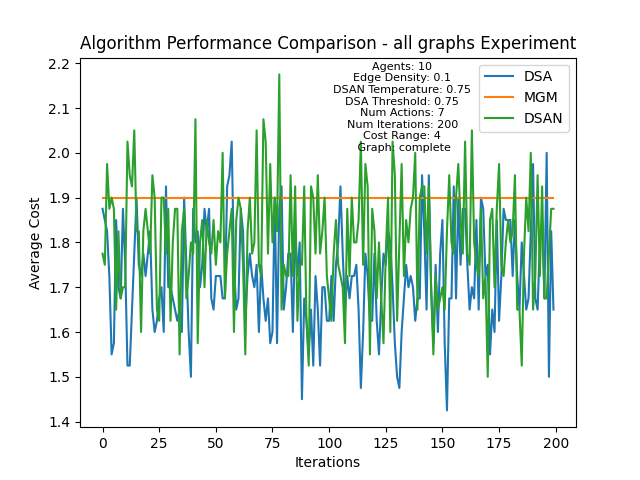 Algorithm Performance Comparison - all graphs Experiment
Agents: 10
Edge Density: 0.1
DSAN Temperature: 0.75
DSA Threshold: 0.75
Num Actions: 7
Num Iterations: 200
Cost Range: 4
Graphs: complete
DSA
MGM
DSAN
Average Cost
2.2
2.1
2.0
1.9
1.8
1.7
1.6
1.5
1.4
0
25
50
75
100
125
150
175
200
Iterations